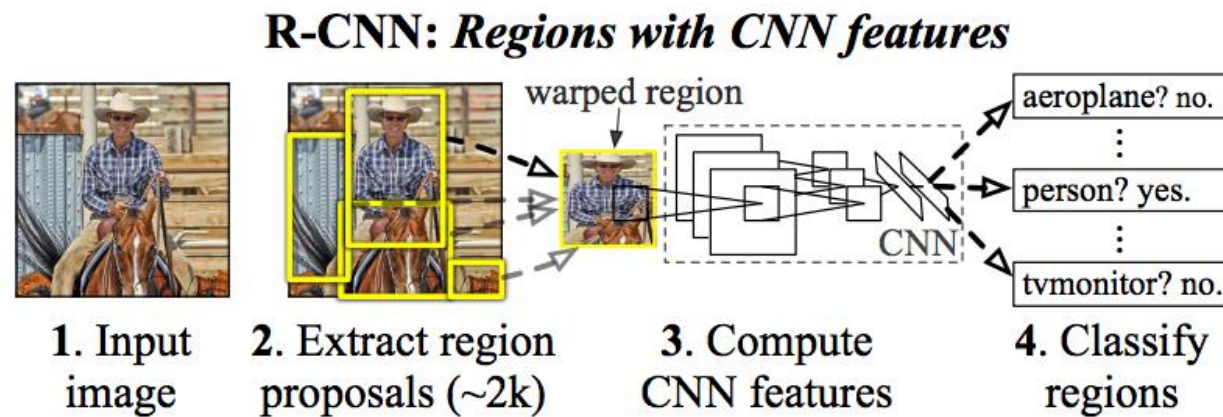 R-CNN: Regions with CNN features
warped region
aeroplane? no.
person? yes.
CNN
tvmonitor? no.
1. Input
image
2. Extract region
proposals (~2k)
3. Compute
CNN features
4. Classify
regions